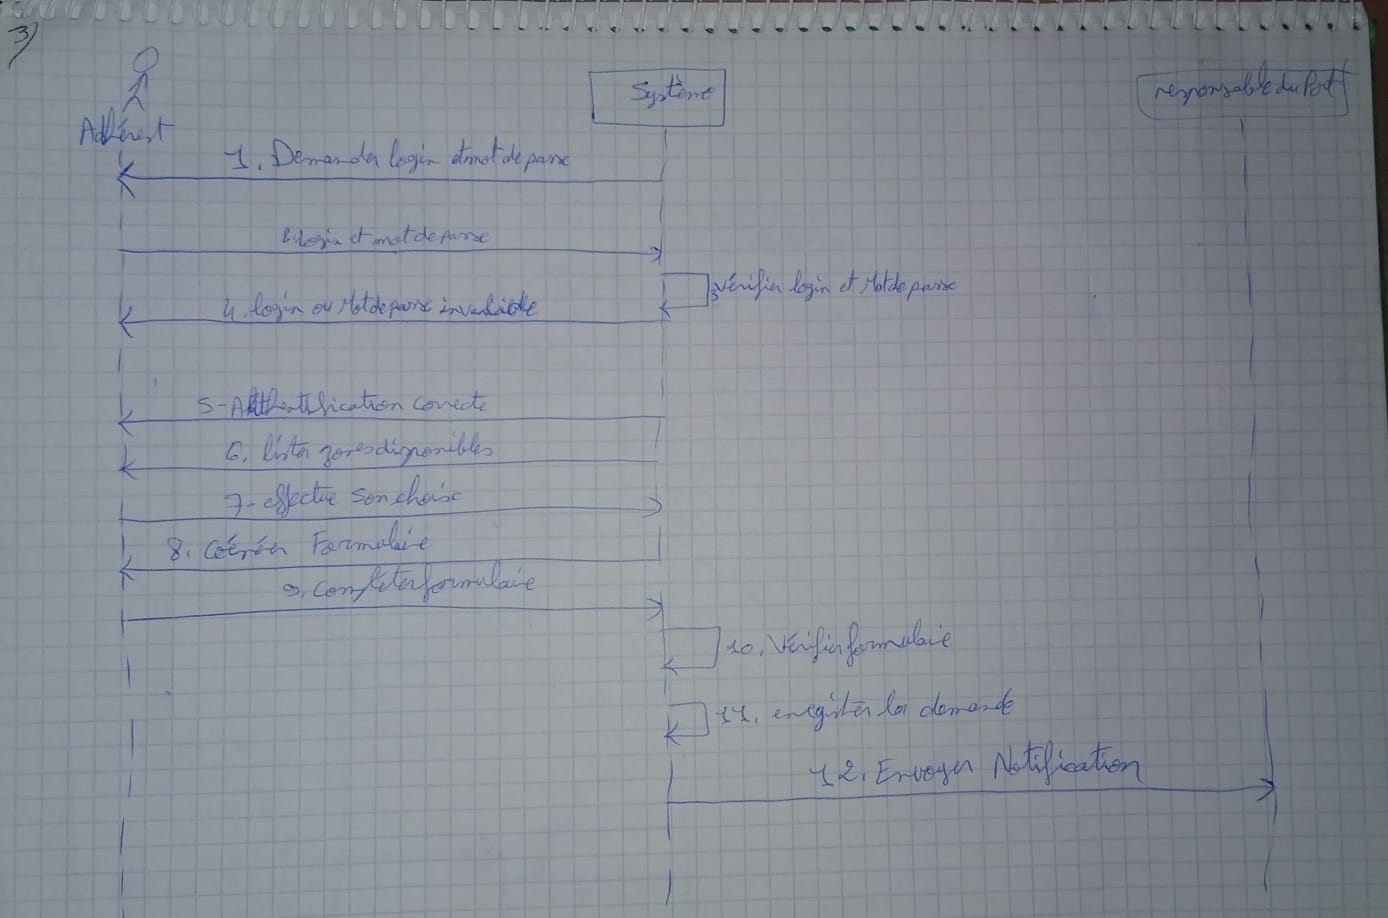 3)
Système
responsable du Port
Adhérent
1. Demander login et mot de passe
2. login et mot de passe
3 Vérifier login et Mot de passe
4. login ou Mot de passe invalide
5- Authentification correcte
6. lister zones disponibles
7- effectue son choix
8. Formulaire
9. Completer formulaire
10. Vérifier formulaire
11. enregister la demande
12. Envoyer Notification